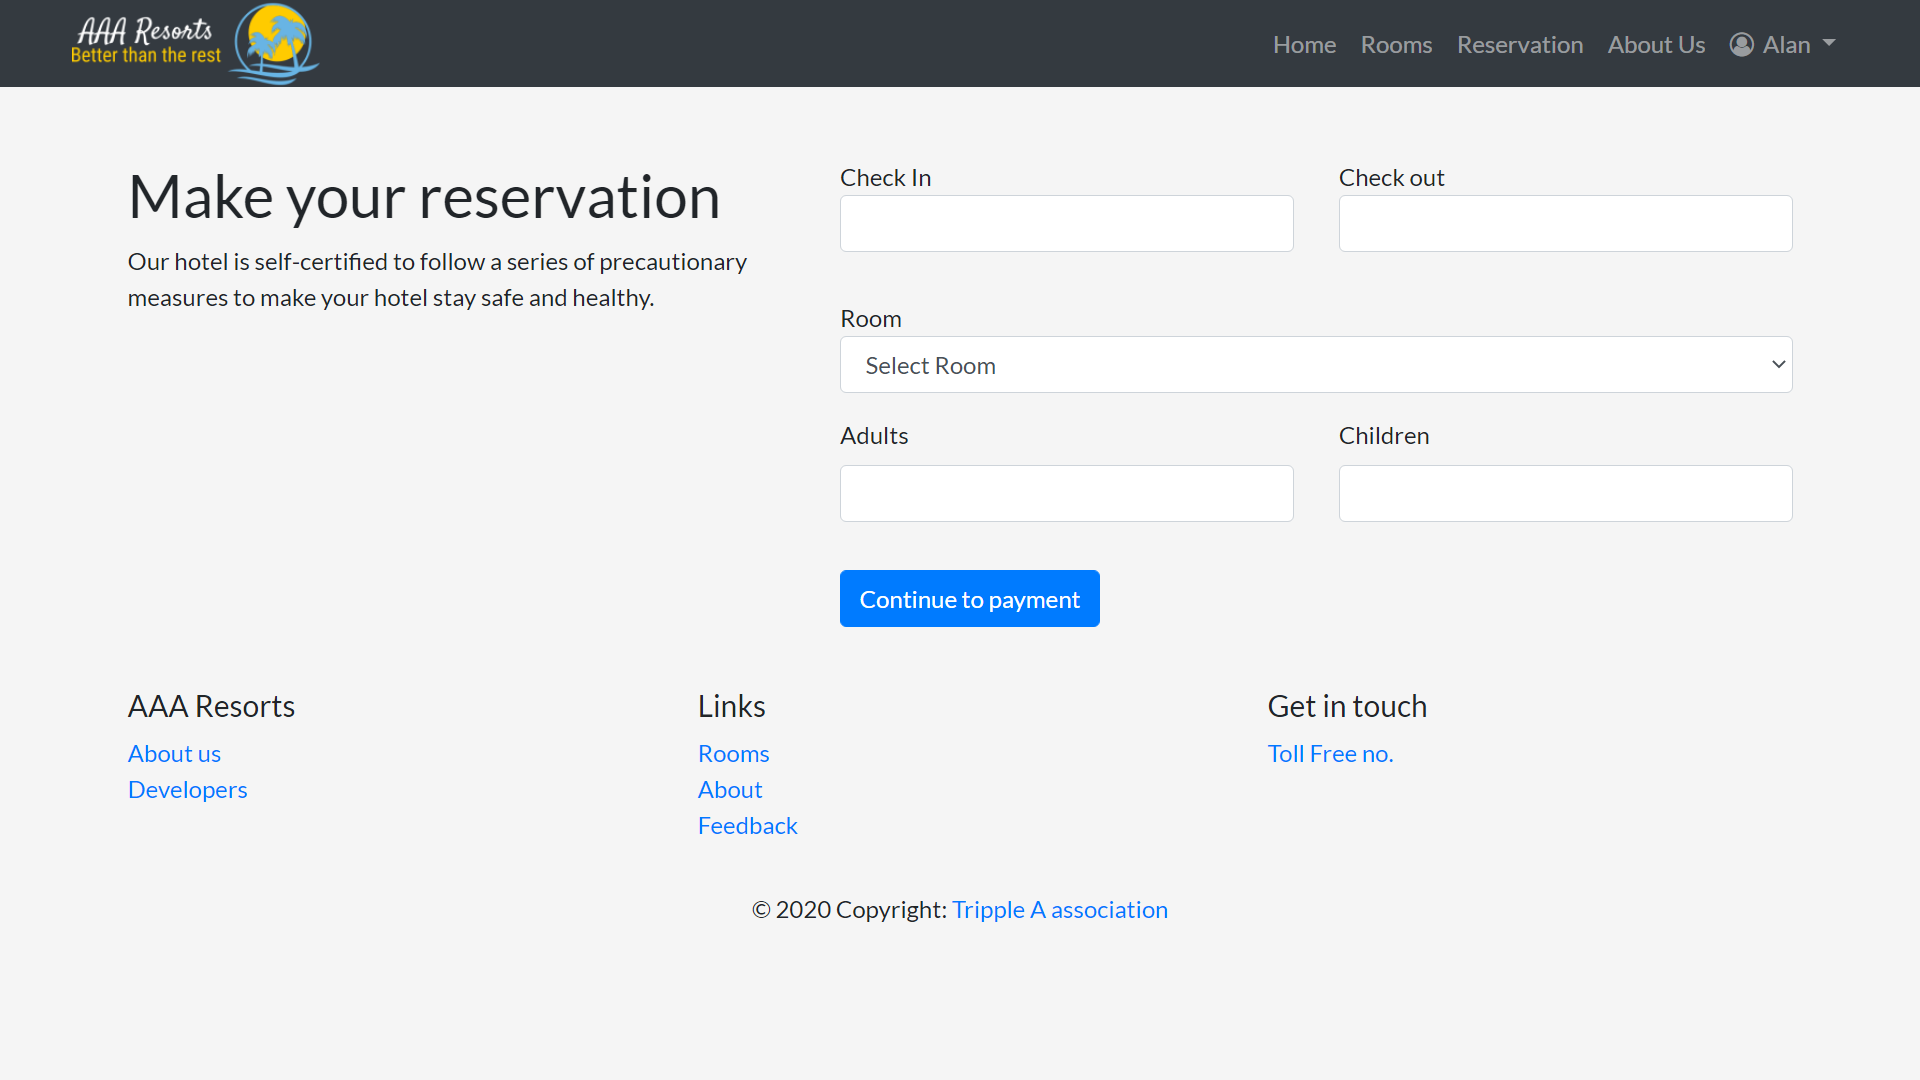 AAA Resorts
Better than the rest
Home Rooms Reservation About Us Alan
Make your reservation
Our hotel is self-certified to follow a series of precautionary
measures to make your hotel stay safe and healthy.
Check In Check out
Room
Select Room
Adults Children
Continue to payment
AAA Resorts
About us
Developers
Links
Rooms
About
Feedback
Get in touch
Toll Free no.
© 2020 Copyright: Tripple A association